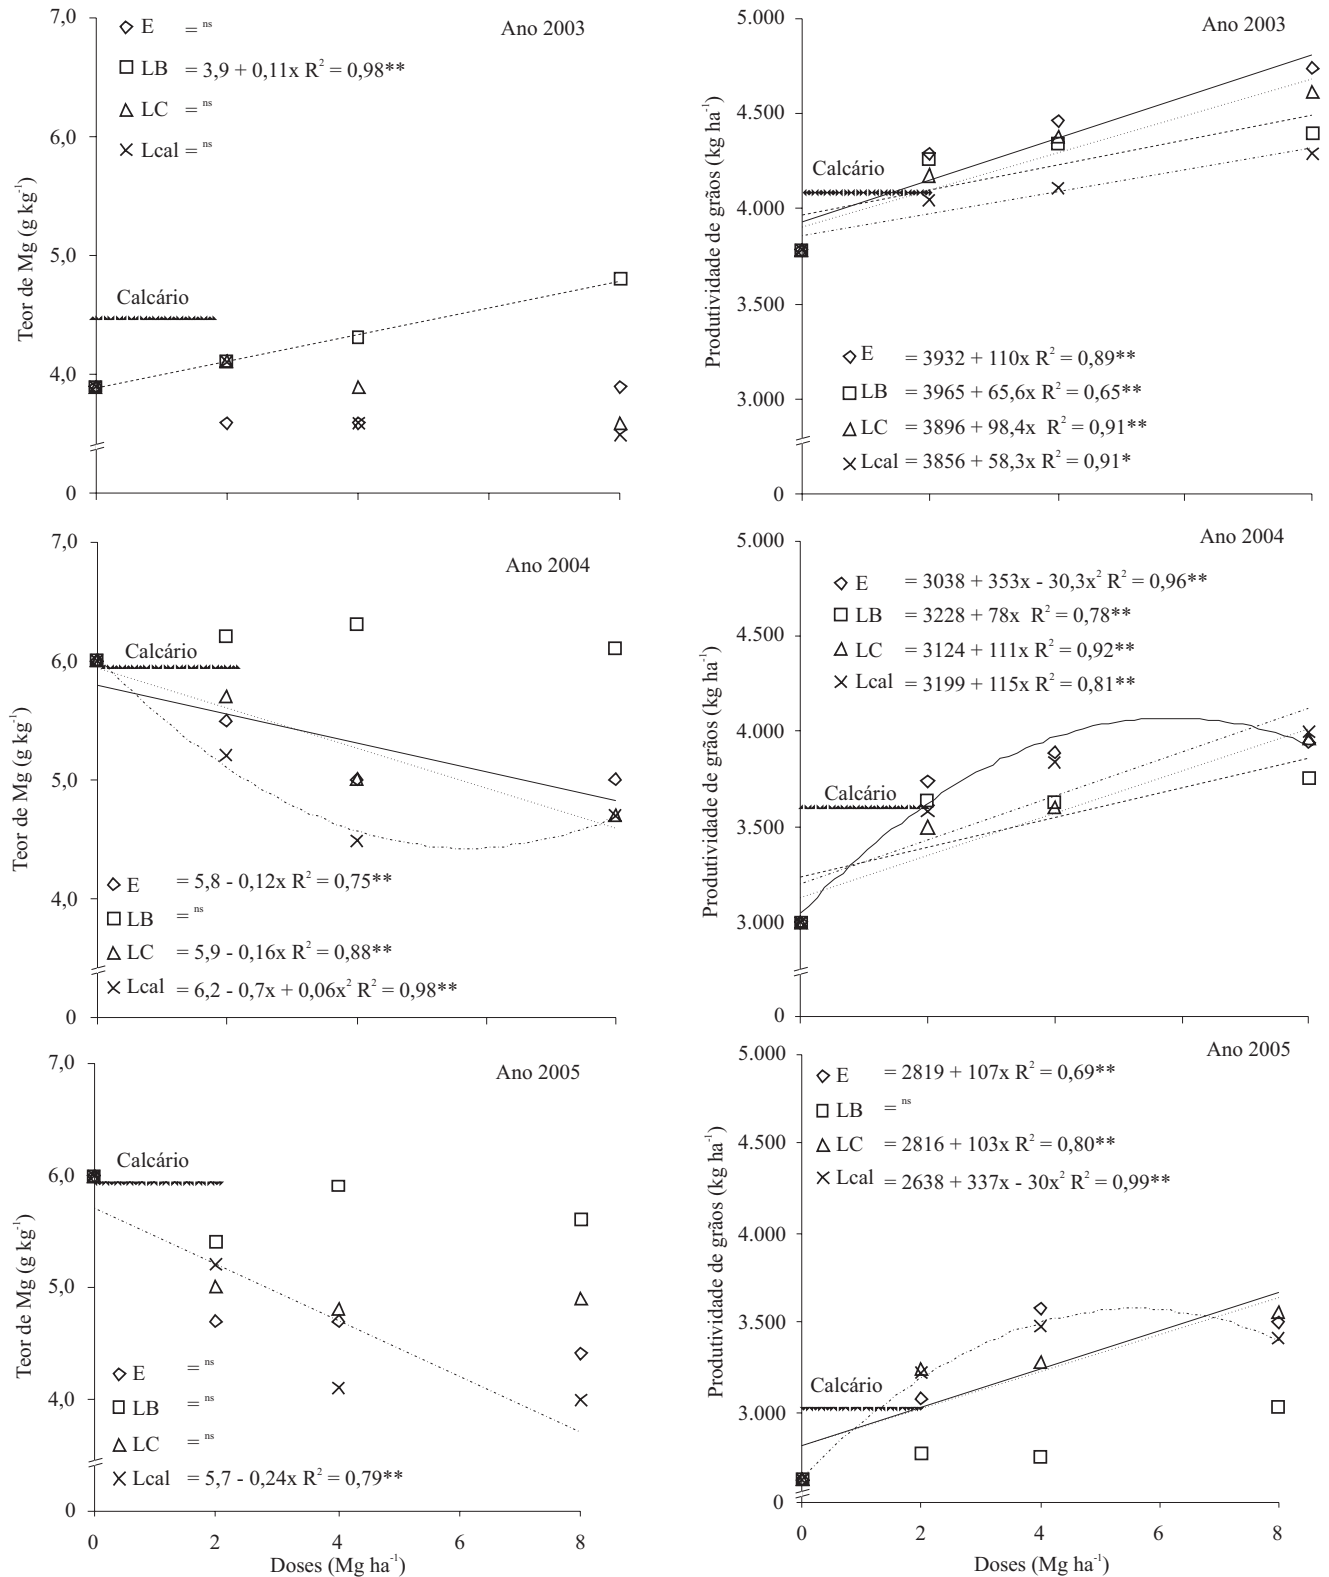 7,0
E = ns
Ano 2003
LB = 3,9 + 0,11x R² = 0,98**
LC = ns
Lcal = ns
6,0
5,0
Calcário
4,0
0
Teor de Mg (g kg⁻¹)
5.000
Ano 2003
4.500
Calcário
4.000
3.500
E = 3932 + 110x R² = 0,89**
LB = 3965 + 65,6x R² = 0,65**
3.000
LC = 3896 + 98,4x R² = 0,91**
Lcal = 3856 + 58,3x R² = 0,91*
0
Produtividade de grãos (kg ha⁻¹)
7,0
Ano 2004
6,0
Calcário
5,0
E = 5,8 - 0,12x R² = 0,75**
4,0
LB = ns
LC = 5,9 - 0,16x R² = 0,88**
Lcal = 6,2 - 0,7x + 0,06x² R² = 0,98**
0
Teor de Mg (g kg⁻¹)
5.000
Ano 2004
E = 3038 + 353x - 30,3x² R² = 0,96**
LB = 3228 + 78x R² = 0,78**
4.500
LC = 3124 + 111x R² = 0,92**
Lcal = 3199 + 115x R² = 0,81**
4.000
Calcário
3.500
3.000
0
Produtividade de grãos (kg ha⁻¹)
7,0
Ano 2005
Calcário
6,0
5,0
E = ns
4,0
LB = ns
LC = ns
Lcal = 5,7 - 0,24x R² = 0,79**
0
0 2 4 6 8
Doses (Mg ha⁻¹)
Teor de Mg (g kg⁻¹)
5.000
Ano 2005
E = 2819 + 107x R² = 0,69**
LB = ns
4.500
LC = 2816 + 103x R² = 0,80**
Lcal = 2638 + 337x - 30x² R² = 0,99**
4.000
3.500
Calcário
3.000
0
0 2 4 6 8
Doses (Mg ha⁻¹)
Produtividade de grãos (kg ha⁻¹)